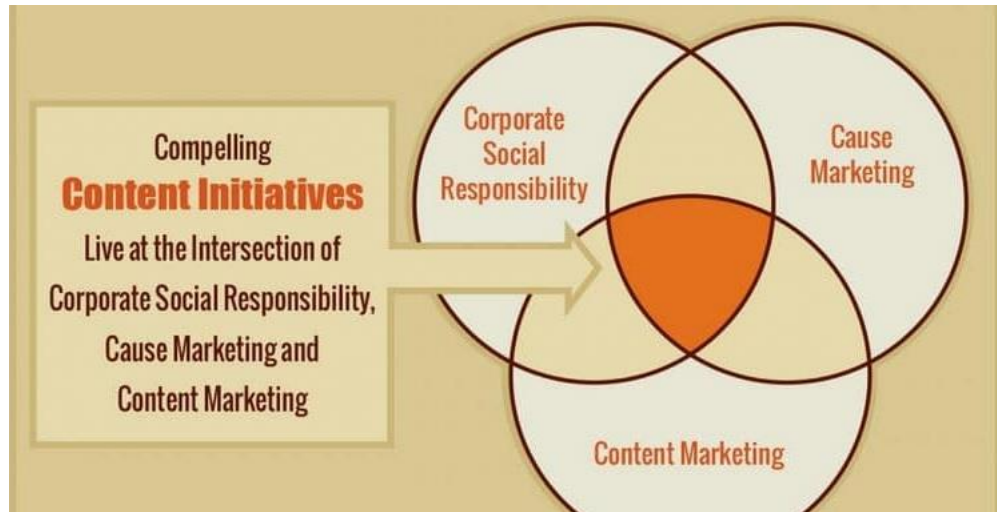 Compelling
Content Initiatives
Live at the Intersection of
Corporate Social Responsibility,
Cause Marketing and
Content Marketing
Corporate
Social
Responsibility
Cause
Marketing
Content Marketing